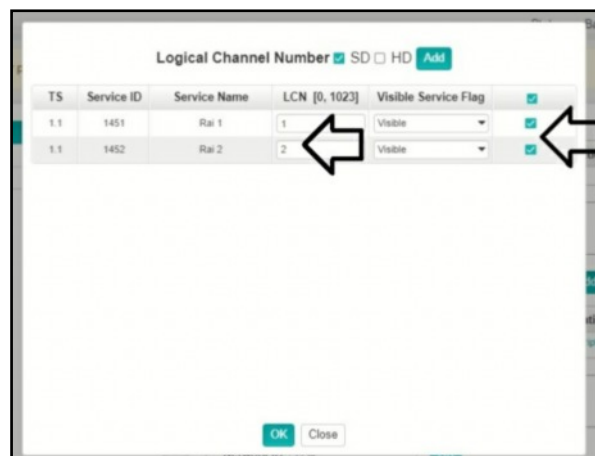 Logical Channel Number SD HD Add
TS Service ID Service Name LCN [0, 1023] Visible Service Flag
1.1 1451 Rai 1 1 Visible
1.1 1452 Rai 2 2 Visible
OK Close